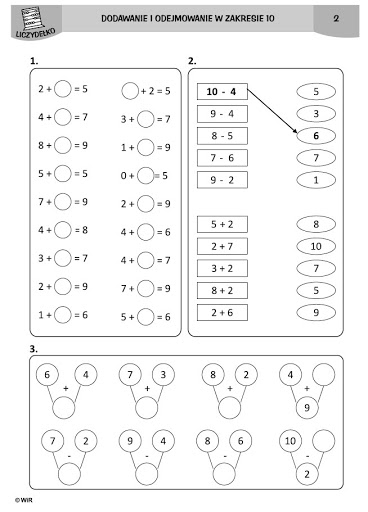 DODAWANIE I ODEJMOWANIE W ZAKRESIE 10
2
LICZYDEŁKO
1.
2 + = 5
+ 2 = 5
4 + = 7
3 + = 7
8 + = 9
1 + = 9
5 + = 5
0 + = 5
7 + = 9
2 + = 9
4 + = 8
4 + = 6
3 + = 7
4 + = 7
2 + = 9
7 + = 9
1 + = 6
5 + = 6
2.
10 - 4 5
9 - 4 3
8 - 5 6
7 - 6 7
9 - 2 1
5 + 2 8
2 + 7 10
3 + 2 7
8 + 2 5
2 + 6 9
3.
6 4 7 3 8 2 4
+ + + +
9
7 2 9 4 8 6 10
- - - -
2
© WiR